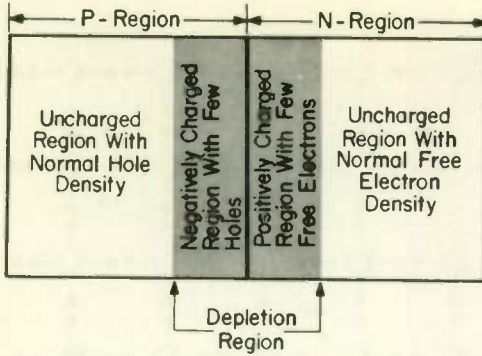 P-Region
N-Region
Uncharged
Region With
Normal Hole
Density
Negatively Charged
Region With Few
Holes
Positively Charged
Region With Few
Free Electrons
Uncharged
Region With
Normal Free
Electron
Density
Depletion
Region